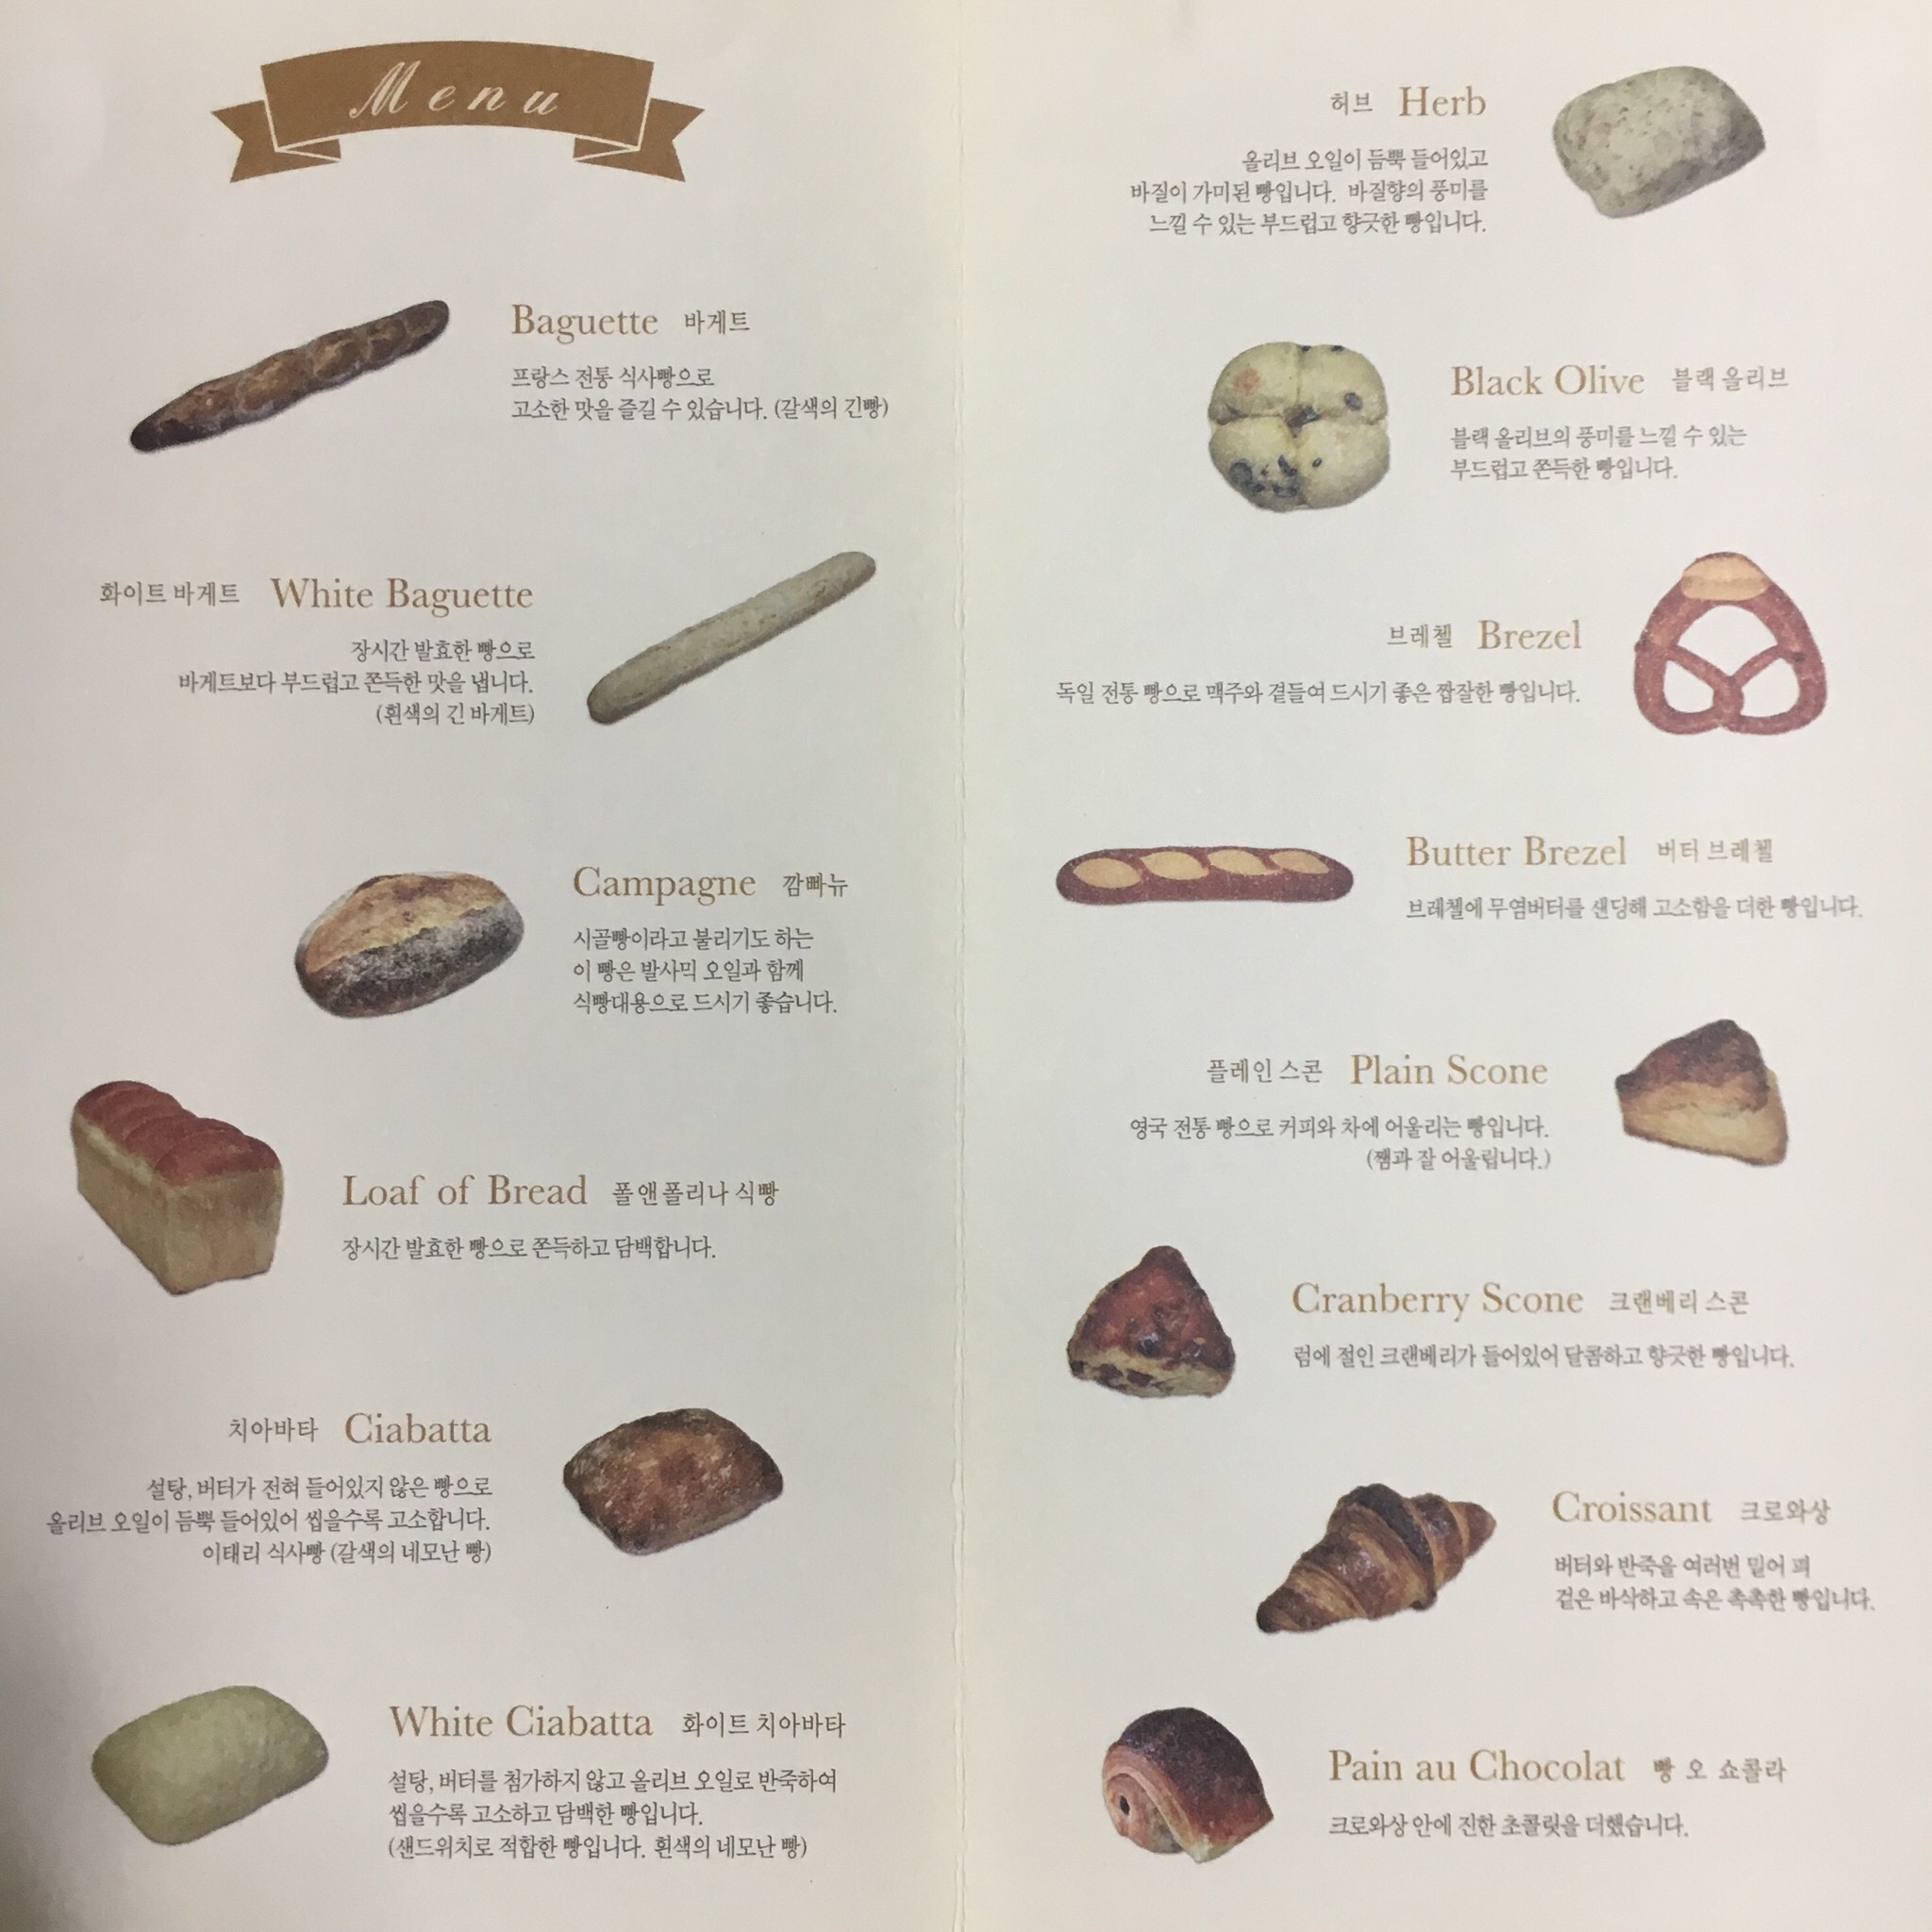 Menu
Baguette 바게트
프랑스 전통 식사빵으로
고소한 맛을 즐길 수 있습니다. (갈색의 긴빵)
화이트 바게트 White Baguette
장시간 발효한 빵으로
바게트보다 부드럽고 쫀득한 맛을 냅니다.
(흰색의 긴 바게트)
Campagne 깜빠뉴
시골빵이라고 불리기도 하는
이 빵은 발사믹 오일과 함께
식빵대용으로 드시기 좋습니다.
Loaf of Bread 폴앤폴리나 식빵
장시간 발효한 빵으로 쫀득하고 담백합니다.
치아바타 Ciabatta
설탕, 버터가 전혀 들어있지 않은 빵으로
올리브 오일이 듬뿍 들어있어 씹을수록 고소합니다.
이태리 식사빵 (갈색의 네모난 빵)
White Ciabatta 화이트 치아바타
설탕, 버터를 첨가하지 않고 올리브 오일로 반죽하여
씹을수록 고소하고 담백한 빵입니다.
(샌드위치로 적합한 빵입니다. 흰색의 네모난 빵)
허브 Herb
올리브 오일이 듬뿍 들어있고
바질이 가미된 빵입니다. 바질향의 풍미를
느낄 수 있는 부드럽고 향긋한 빵입니다.
Black Olive 블랙 올리브
블랙 올리브의 풍미를 느낄 수 있는
부드럽고 쫀득한 빵입니다.
브레첼 Brezel
독일 전통 빵으로 맥주와 곁들여 드시기 좋은 짭잘한 빵입니다.
Butter Brezel 버터 브레첼
브레첼에 무염버터를 샌딩해 고소함을 더한 빵입니다.
플레인 스콘 Plain Scone
영국 전통 빵으로 커피와 차에 어울리는 빵입니다.
(쨈과 잘 어울립니다.)
Cranberry Scone 크랜베리 스콘
럼에 절인 크랜베리가 들어있어 달콤하고 향긋한 빵입니다.
Croissant 크로와상
버터와 반죽을 여러번 밀어 펴
겉은 바삭하고 속은 촉촉한 빵입니다.
Pain au Chocolat 빵 오 쇼콜라
크로와상 안에 진한 초콜릿을 더했습니다.